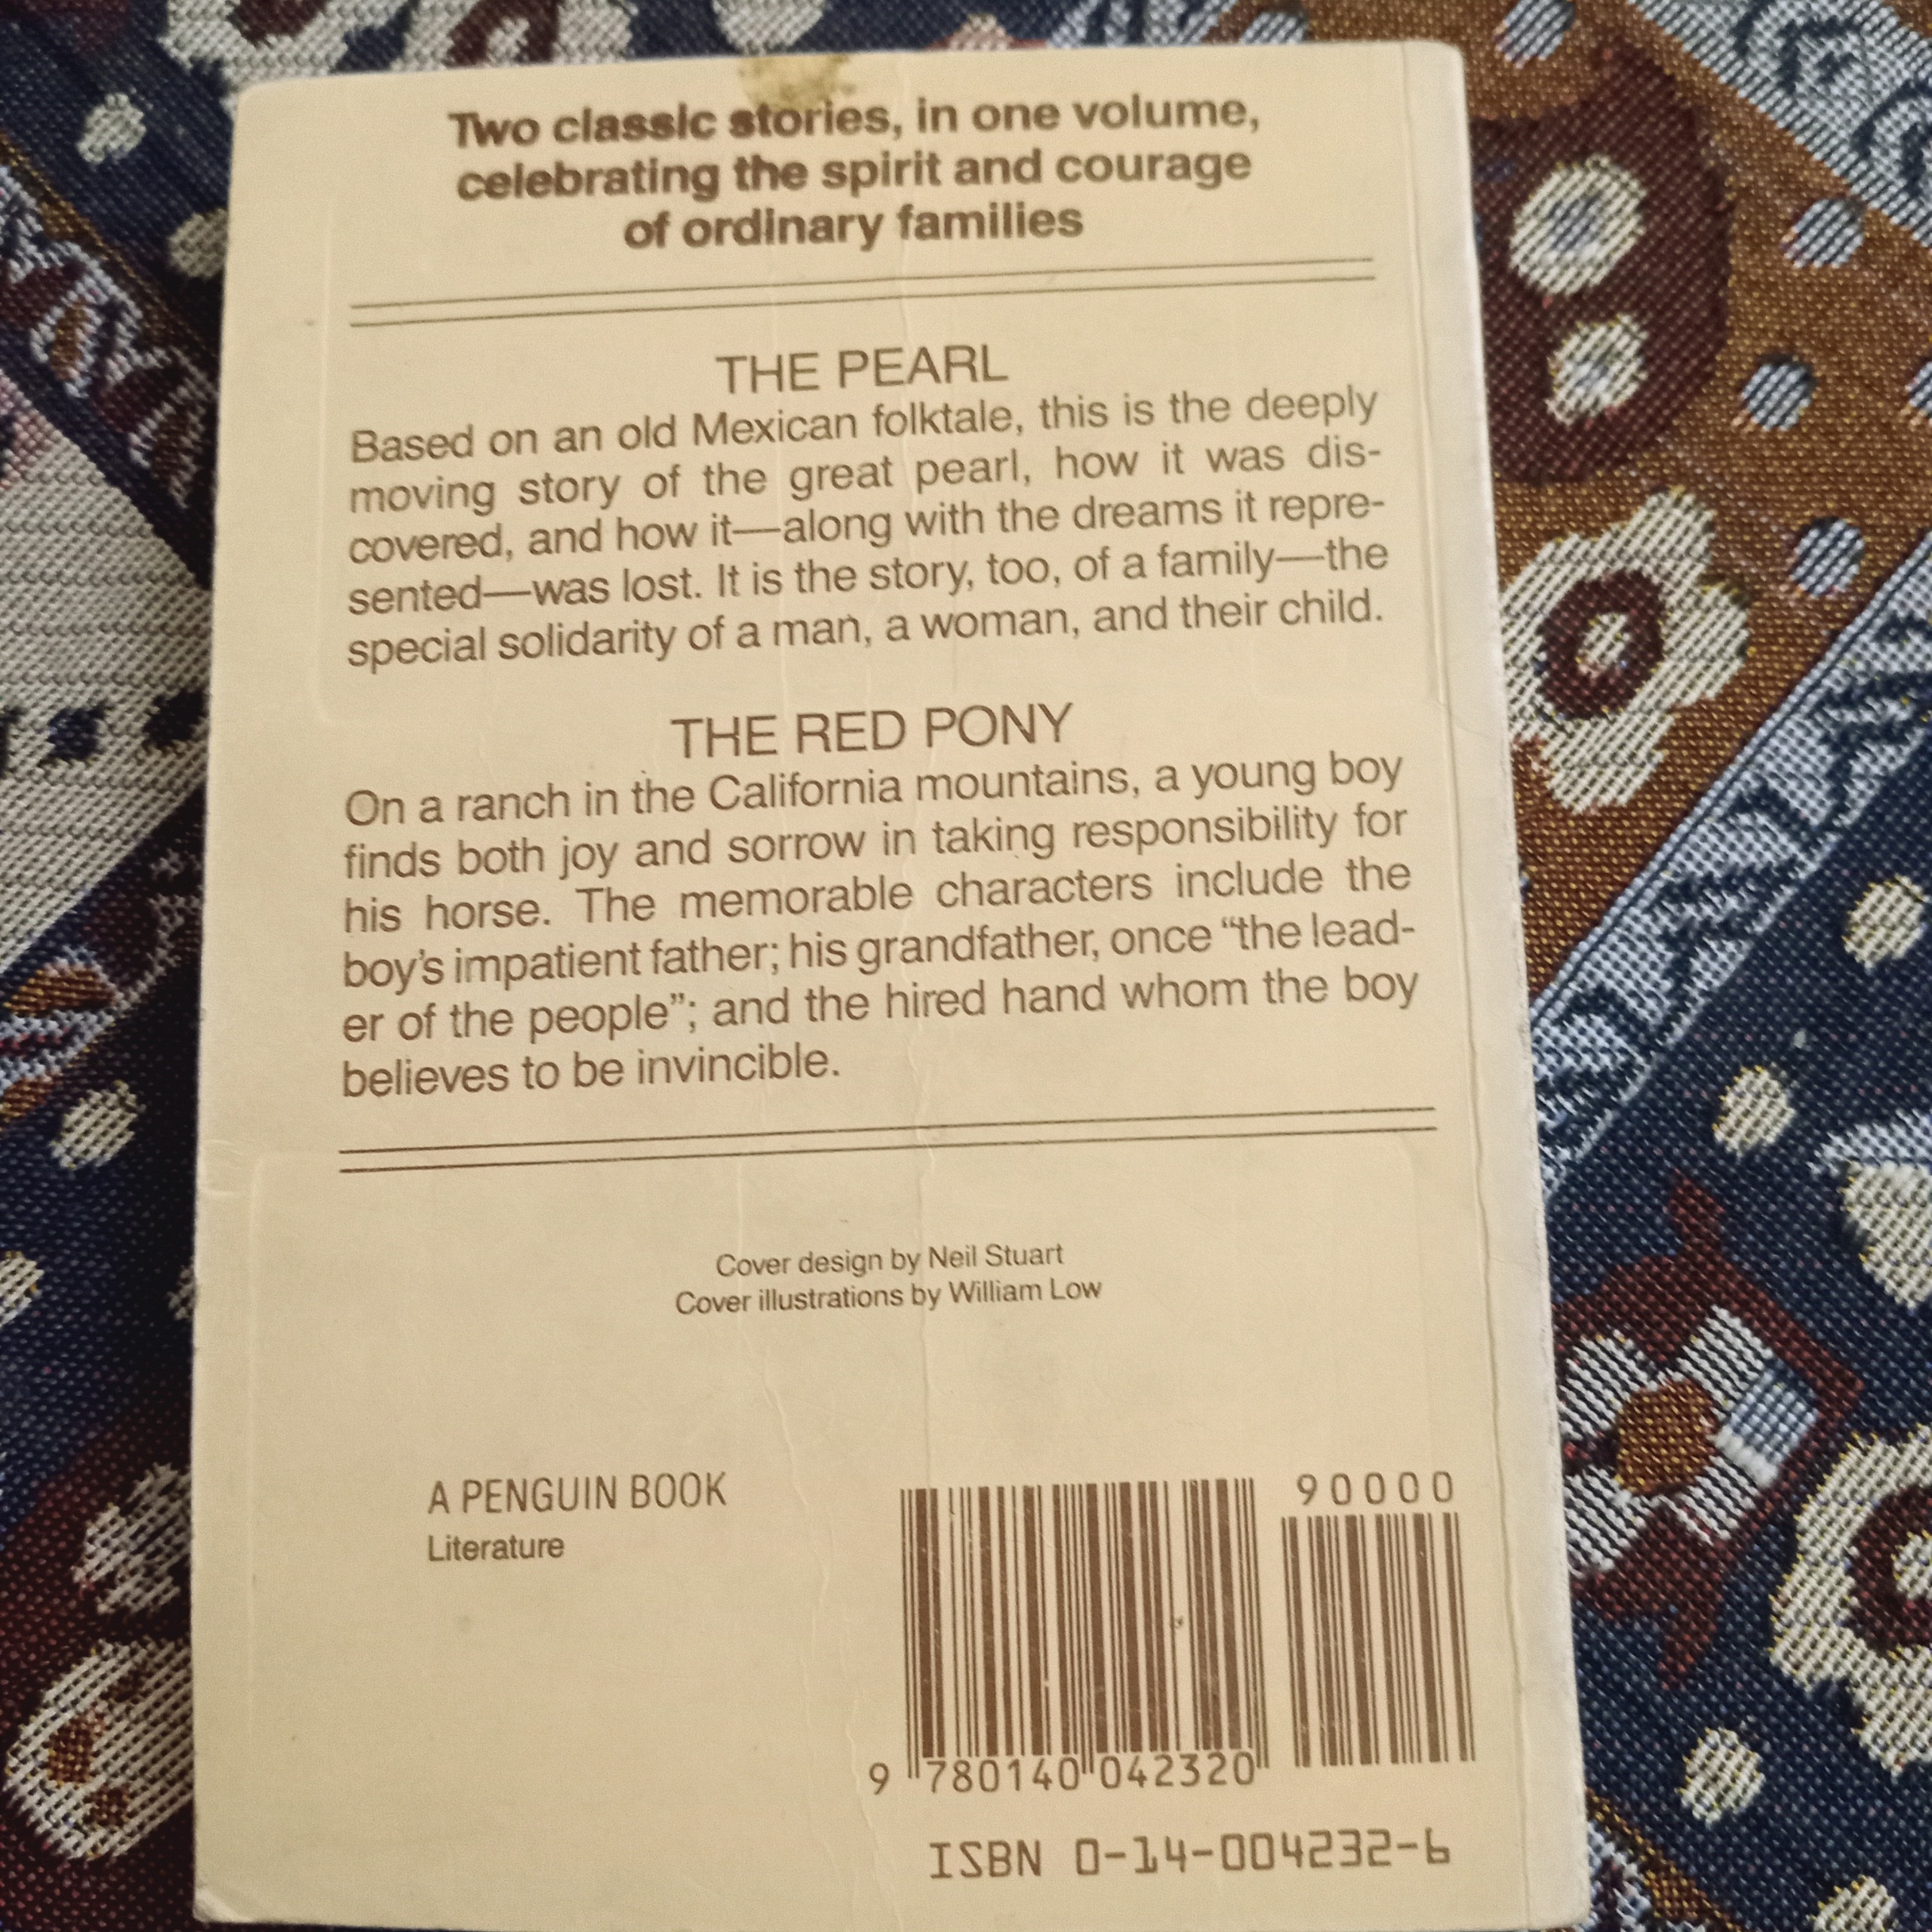 Two classic stories, in one volume,
celebrating the spirit and courage
of ordinary families
THE PEARL
Based on an old Mexican folktale, this is the deeply
moving story of the great pearl, how it was dis-
covered, and how it—along with the dreams it repre-
sented—was lost. It is the story, too, of a family—the
special solidarity of a man, a woman, and their child.
THE RED PONY
On a ranch in the California mountains, a young boy
finds both joy and sorrow in taking responsibility for
his horse. The memorable characters include the
boy's impatient father; his grandfather, once “the lead-
er of the people”; and the hired hand whom the boy
believes to be invincible.
Cover design by Neil Stuart
Cover illustrations by William Low
A PENGUIN BOOK
Literature
90000
9 780140 042320
ISBN 0-14-004232-6